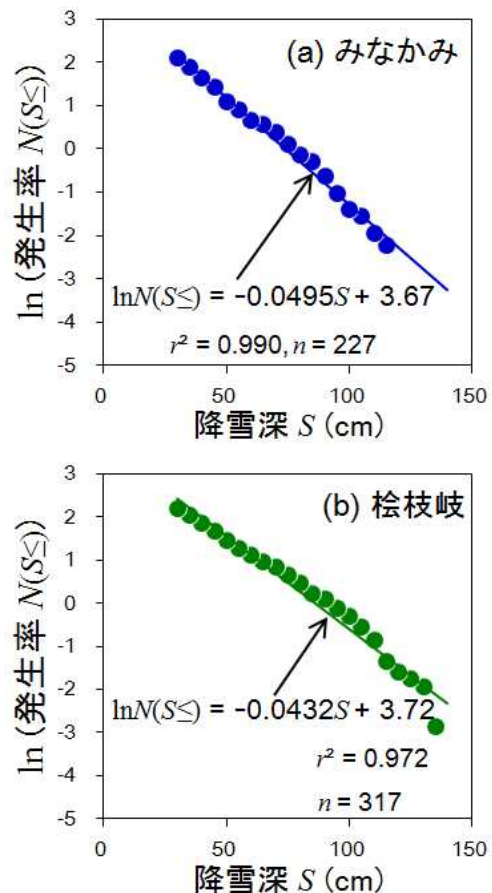 (a) みなかみ
3
2
1
0
-1
-2
-3
-4
-5
ln (発生率 N(S≤))
lnN(S≤) = −0.0495S + 3.67
r² = 0.990, n = 227
0 50 100 150
降雪深 S (cm)
(b) 桧枝岐
3
2
1
0
-1
-2
-3
-4
-5
ln (発生率 N(S≤))
lnN(S≤) = −0.0432S + 3.72
r² = 0.972
n = 317
0 50 100 150
降雪深 S (cm)